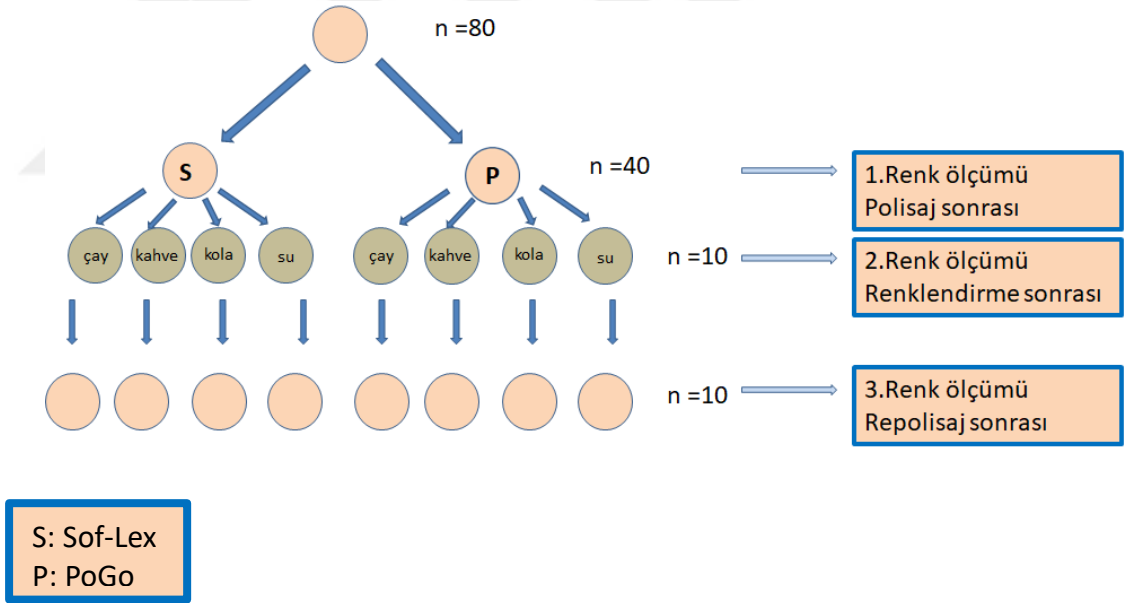 n =80
S
P
n =40
1.Renk ölçümü
Polisaj sonrası
çay
kahve
kola
su
çay
kahve
kola
su
n =10
2.Renk ölçümü
Renklendirme sonrası
n =10
3.Renk ölçümü
Repolisaj sonrası
S: Sof-Lex
P: PoGo